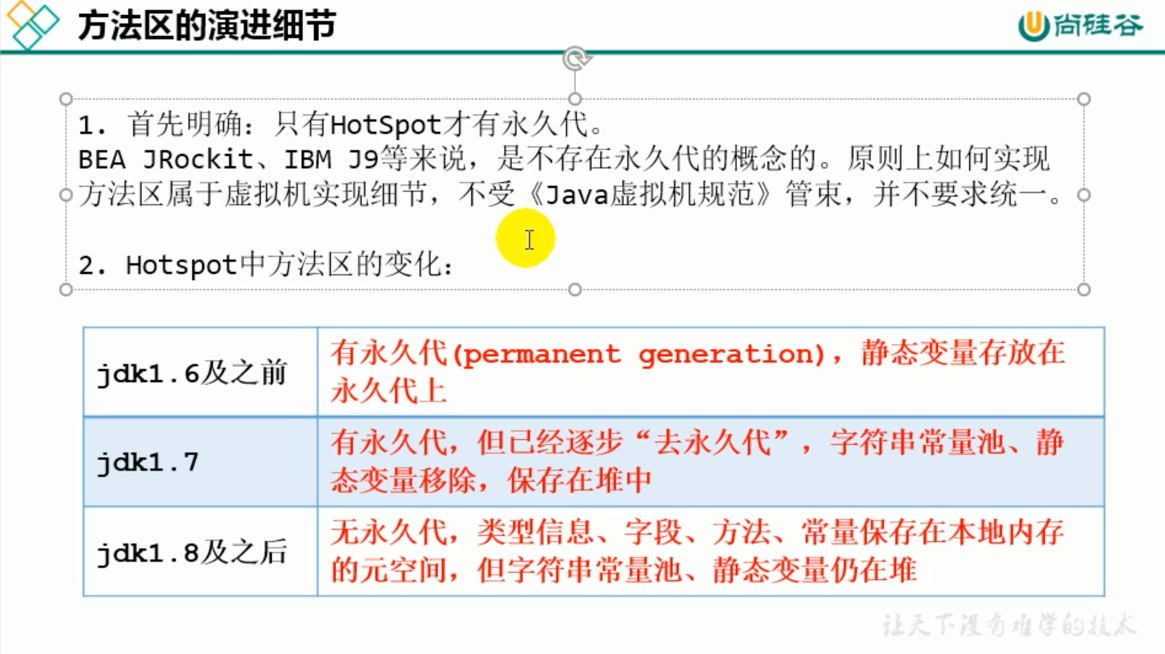 方法区的演进细节
尚硅谷
1. 首先明确：只有HotSpot才有永久代。
BEA JRockit、IBM J9等来说，是不存在永久代的概念的。原则上如何实现
方法区属于虚拟机实现细节，不受《Java虚拟机规范》管束，并不要求统一。
2. Hotspot中方法区的变化：
jdk1.6及之前
有永久代(permanent generation)，静态变量存放在
永久代上
jdk1.7
有永久代，但已经逐步“去永久代”，字符串常量池、静
态变量移除，保存在堆中
jdk1.8及之后
无永久代，类型信息、字段、方法、常量保存在本地内存
的元空间，但字符串常量池、静态变量仍在堆
让天下没有难学的技术